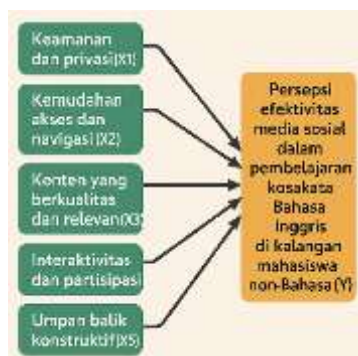 Keamanan
dan privasi(X1)
Kemudahan
akses dan
navigasi(X2)
Konten yang
berkualitas
dan relevan(X3)
Interaktivitas
dan partisipasi
Umpan balik
konstruktif(X5)
Persepsi
efektivitas
media sosial
dalam
pembelajaran
kosakata
Bahasa
Inggris
di kalangan
mahasiswa
non-Bahasa(Y)